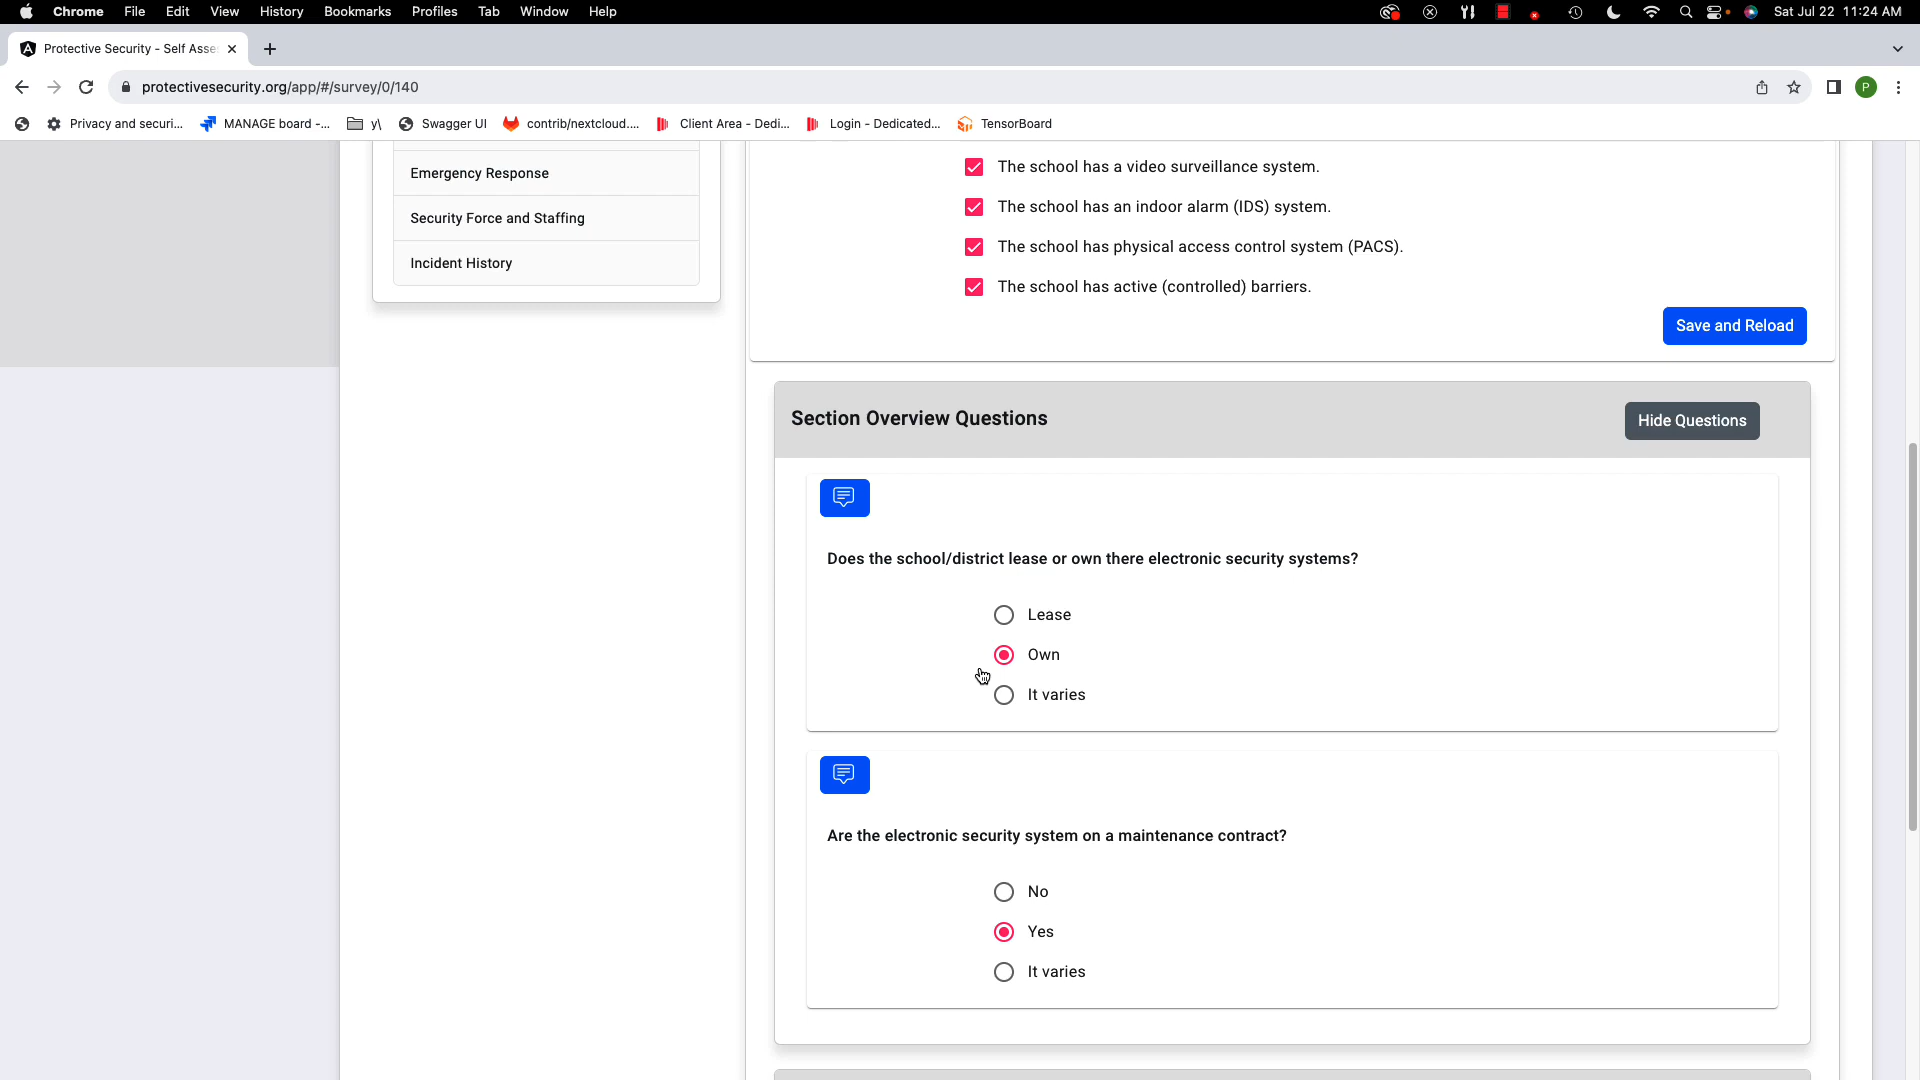 Chrome File Edit View History Bookmarks Profiles Tab Window Help Sat Jul 22 11:24 AM
Protective Security - Self Asse
protectivesecurity.org/app/#/survey/0/140 P
Privacy and securi... MANAGE board -... y\ Swagger UI contrib/nextcloud.... Client Area - Dedi... Login - Dedicated... TensorBoard
Emergency Response
Security Force and Staffing
Incident History
The school has a video surveillance system.
The school has an indoor alarm (IDS) system.
The school has physical access control system (PACS).
The school has active (controlled) barriers.
Save and Reload
Section Overview Questions
Hide Questions
Does the school/district lease or own there electronic security systems?
Lease
Own
It varies
Are the electronic security system on a maintenance contract?
No
Yes
It varies